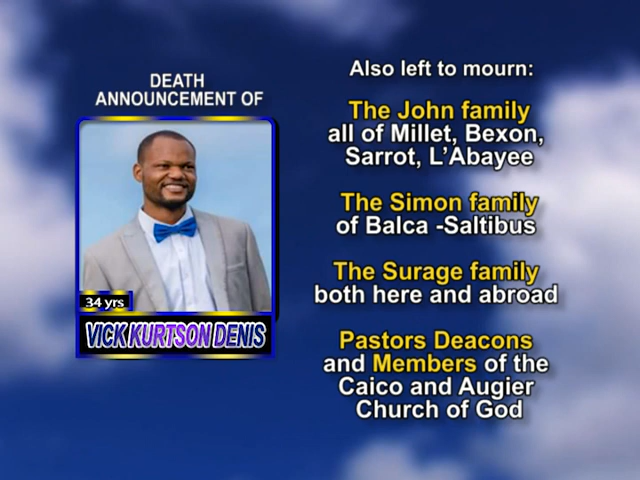 DEATH
ANNOUNCEMENT OF
34 yrs
VICK KURTSON DENIS
Also left to mourn:
The John family
all of Millet, Bexon,
Sarrot, L'Abayee
The Simon family
of Balca -Saltibus
The Surage family
both here and abroad
Pastors Deacons
and Members of the
Caico and Augier
Church of God